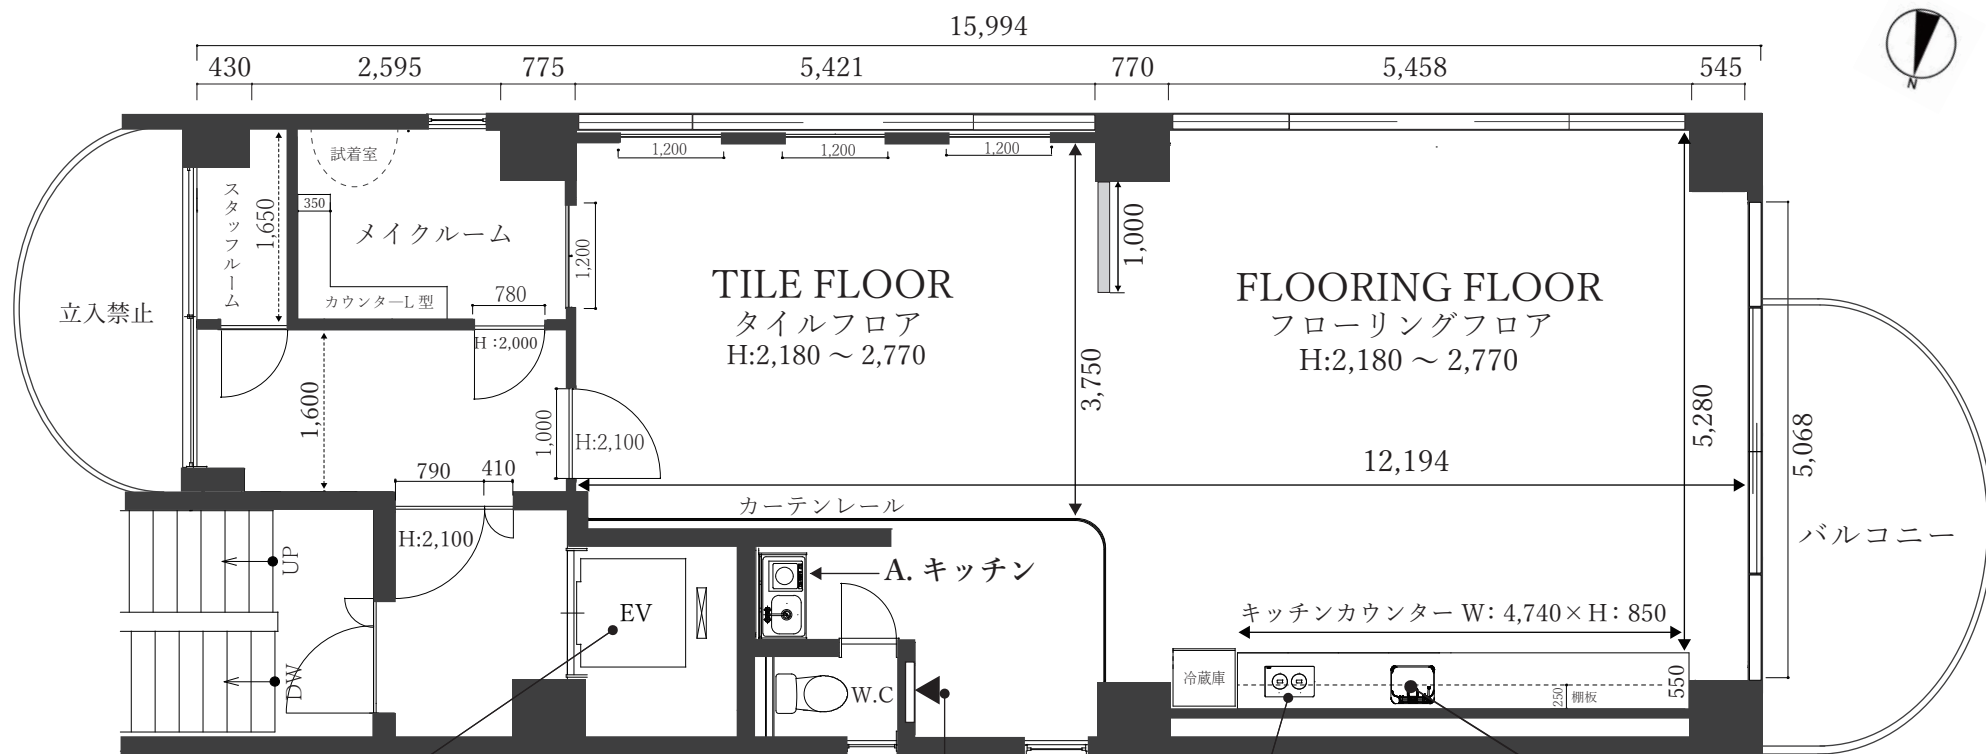 15,994
430
2,595
775
5,421
770
5,458
545
N
試着室
スタッフルーム
1,650
350
メイクルーム
カウンターL型
780
H:2,000
1,200
1,200
1,200
1,200
1,000
立入禁止
TILE FLOOR
タイルフロア
H:2,180 ～ 2,770
FLOORING FLOOR
フローリングフロア
H:2,180 ～ 2,770
3,750
5,280
5,068
1,600
1,000
H:2,100
790
410
12,194
カーテンレール
H:2,100
UP
DW
EV
A. キッチン
W.C
キッチンカウンター W: 4,740×H: 850
冷蔵庫
250
棚板
550
バルコニー